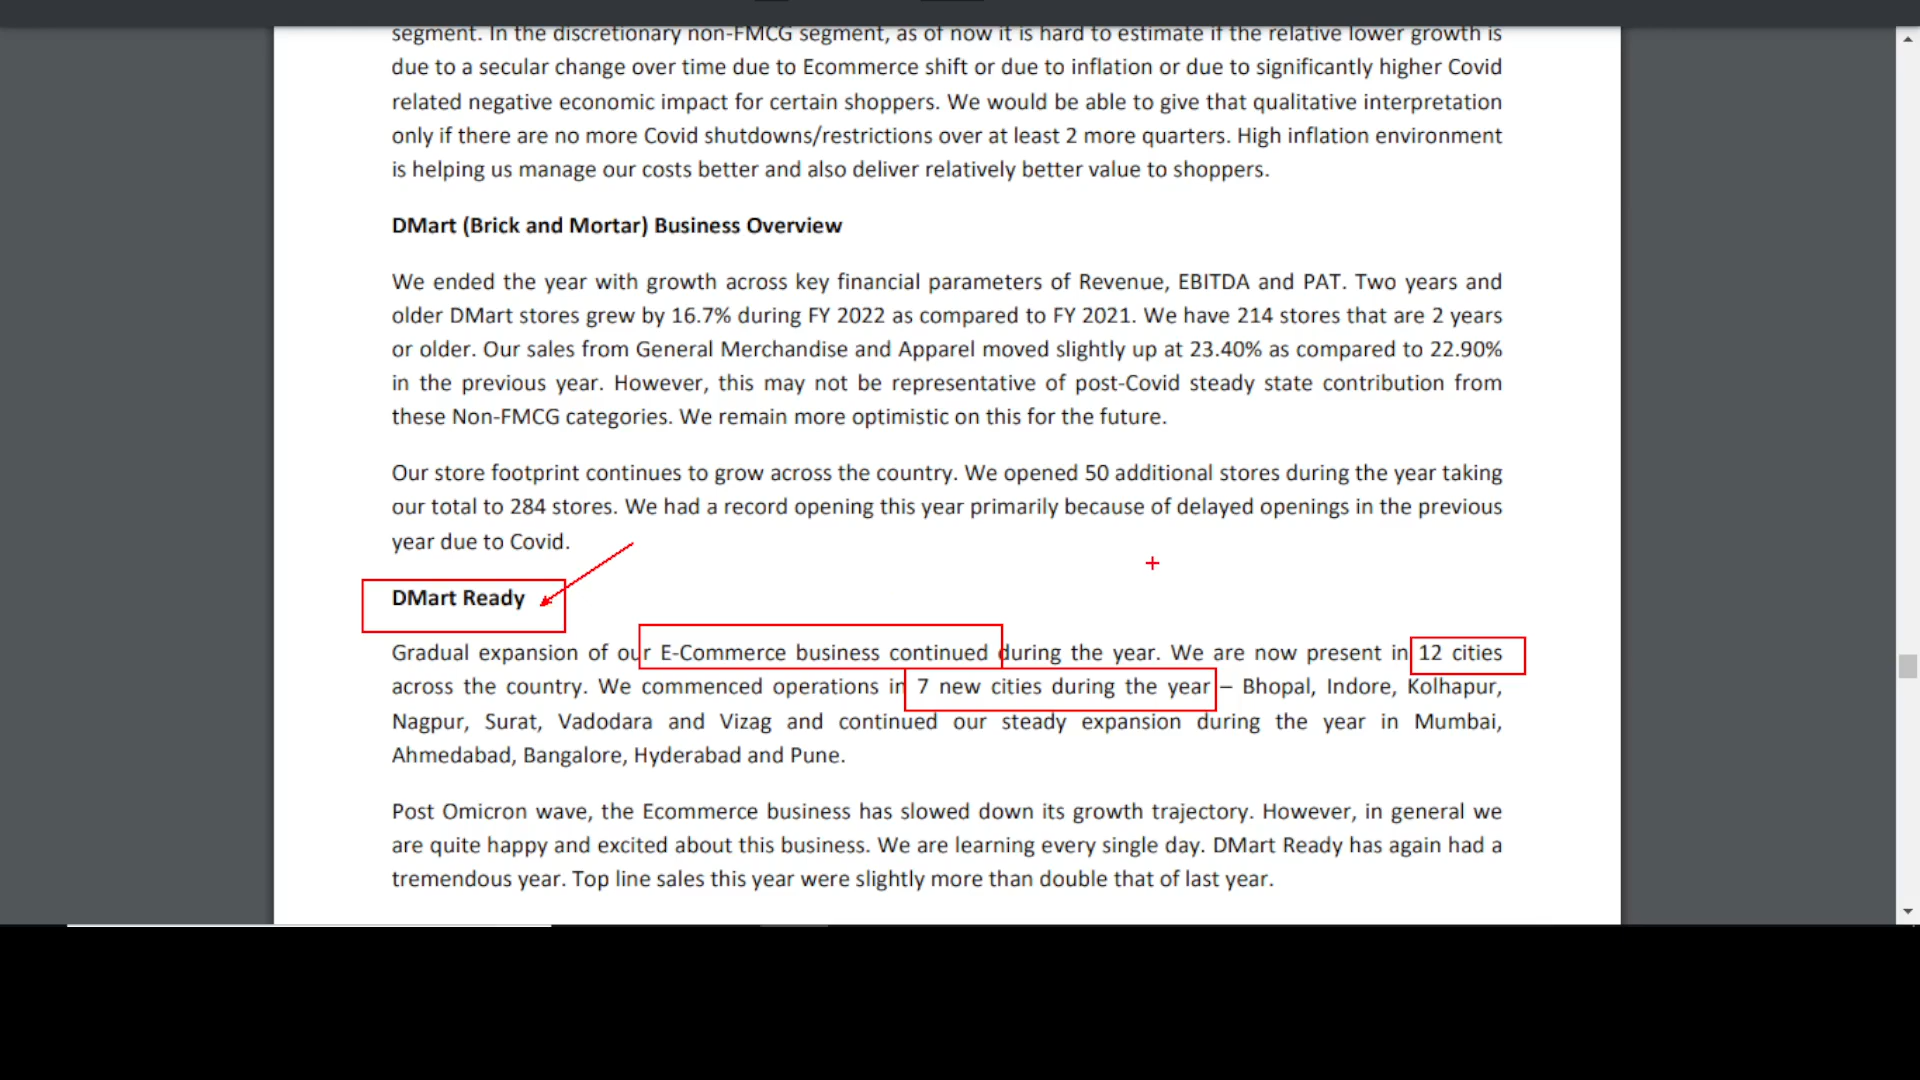 segment. In the discretionary non-FMCG segment, as of now it is hard to estimate if the relative lower growth is
due to a secular change over time due to Ecommerce shift or due to inflation or due to significantly higher Covid
related negative economic impact for certain shoppers. We would be able to give that qualitative interpretation
only if there are no more Covid shutdowns/restrictions over at least 2 more quarters. High inflation environment
is helping us manage our costs better and also deliver relatively better value to shoppers.
DMart (Brick and Mortar) Business Overview
We ended the year with growth across key financial parameters of Revenue, EBITDA and PAT. Two years and
older DMart stores grew by 16.7% during FY 2022 as compared to FY 2021. We have 214 stores that are 2 years
or older. Our sales from General Merchandise and Apparel moved slightly up at 23.40% as compared to 22.90%
in the previous year. However, this may not be representative of post-Covid steady state contribution from
these Non-FMCG categories. We remain more optimistic on this for the future.
Our store footprint continues to grow across the country. We opened 50 additional stores during the year taking
our total to 284 stores. We had a record opening this year primarily because of delayed openings in the previous
year due to Covid.
DMart Ready
Gradual expansion of our E-Commerce business continued during the year. We are now present in 12 cities
across the country. We commenced operations in 7 new cities during the year – Bhopal, Indore, Kolhapur,
Nagpur, Surat, Vadodara and Vizag and continued our steady expansion during the year in Mumbai,
Ahmedabad, Bangalore, Hyderabad and Pune.
Post Omicron wave, the Ecommerce business has slowed down its growth trajectory. However, in general we
are quite happy and excited about this business. We are learning every single day. DMart Ready has again had a
tremendous year. Top line sales this year were slightly more than double that of last year.